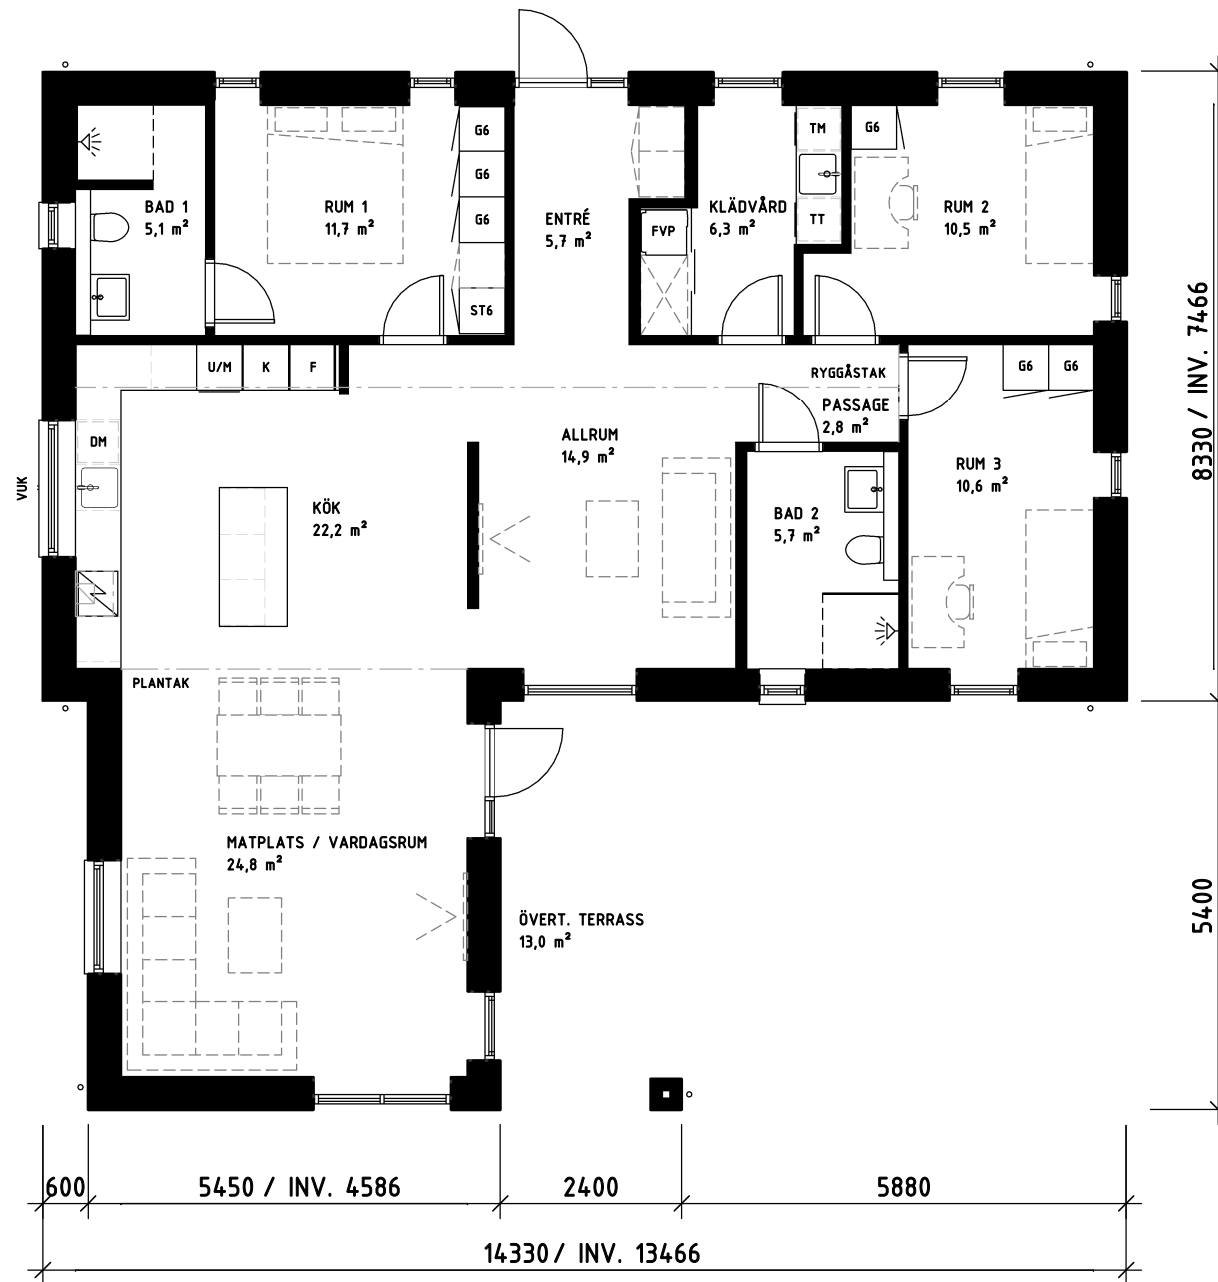 G6
TM
G6
G6
BAD 1
5,1 m²
RUM 1
11,7 m²
G6
ENTRÉ
5,7 m²
FVP
KLÄDVÅRD
6,3 m²
TT
RUM 2
10,5 m²
ST6
U/M
K
F
RYGGÅSTAK
G6
G6
PASSAGE
2,8 m²
8330 / INV. 7466
DM
ALLRUM
14,9 m²
RUM 3
10,6 m²
VUK
KÖK
22,2 m²
BAD 2
5,7 m²
PLANTAK
MATPLATS / VARDAGSRUM
24,8 m²
ÖVERT. TERRASS
13,0 m²
5400
600
5450 / INV. 4586
2400
5880
14330 / INV. 13466